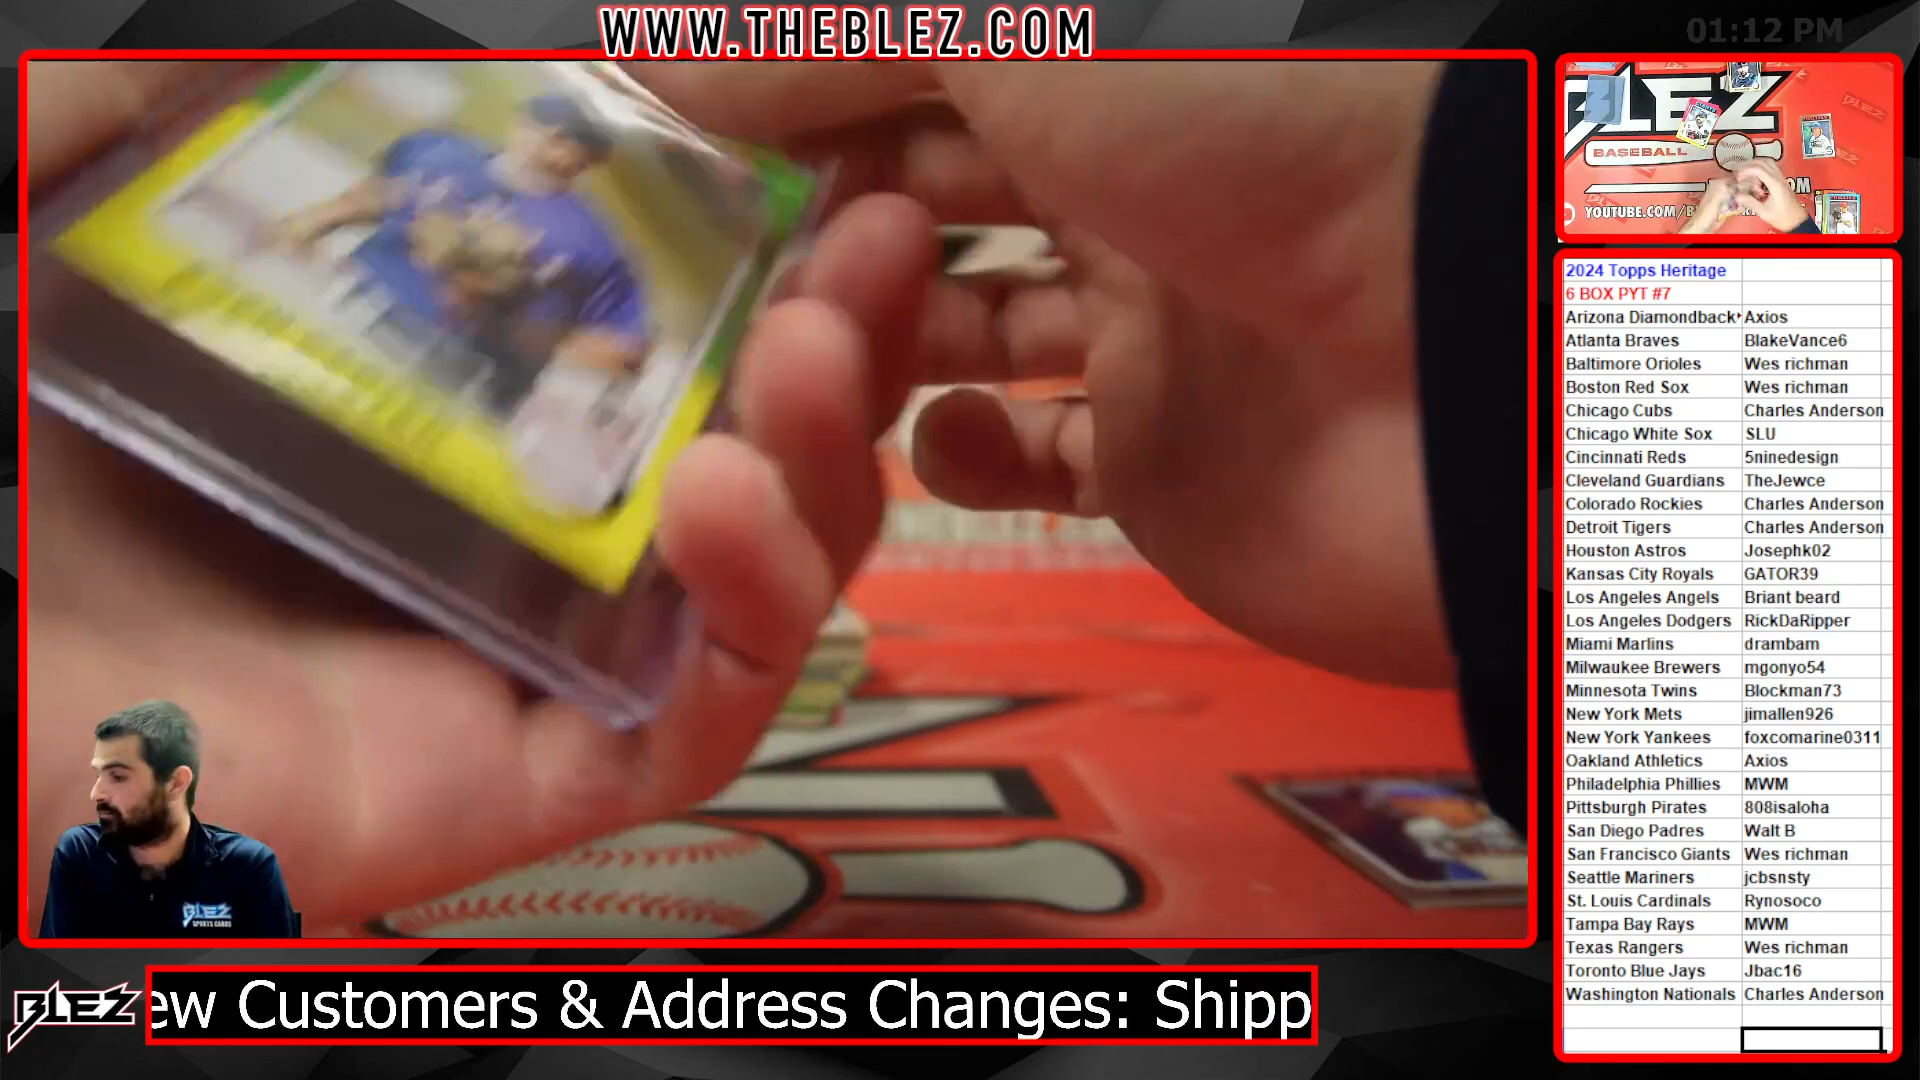 WWW.THEBLEZ.COM
01:12 PM
BLEZ
BASEBALL
YOUTUBE.COM/B
2024 Topps Heritage
6 BOX PYT #7
Arizona Diamondback Axios
Atlanta Braves BlakeVance6
Baltimore Orioles Wes richman
Boston Red Sox Wes richman
Chicago Cubs Charles Anderson
Chicago White Sox SLU
Cincinnati Reds 5ninedesign
Cleveland Guardians TheJewce
Colorado Rockies Charles Anderson
Detroit Tigers Charles Anderson
Houston Astros Josephk02
Kansas City Royals GATOR39
Los Angeles Angels Briant beard
Los Angeles Dodgers RickDaRipper
Miami Marlins drambam
Milwaukee Brewers mgonyo54
Minnesota Twins Blockman73
New York Mets jimallen926
New York Yankees foxcomarine0311
Oakland Athletics Axios
Philadelphia Phillies MWM
Pittsburgh Pirates 808isaloha
San Diego Padres Walt B
San Francisco Giants Wes richman
Seattle Mariners jcbsnsty
St. Louis Cardinals Rynosoco
Tampa Bay Rays MWM
Texas Rangers Wes richman
Toronto Blue Jays Jbac16
Washington Nationals Charles Anderson
BLEZ
SPORTS CARDS
BLEZ
ew Customers & Address Changes: Shipp